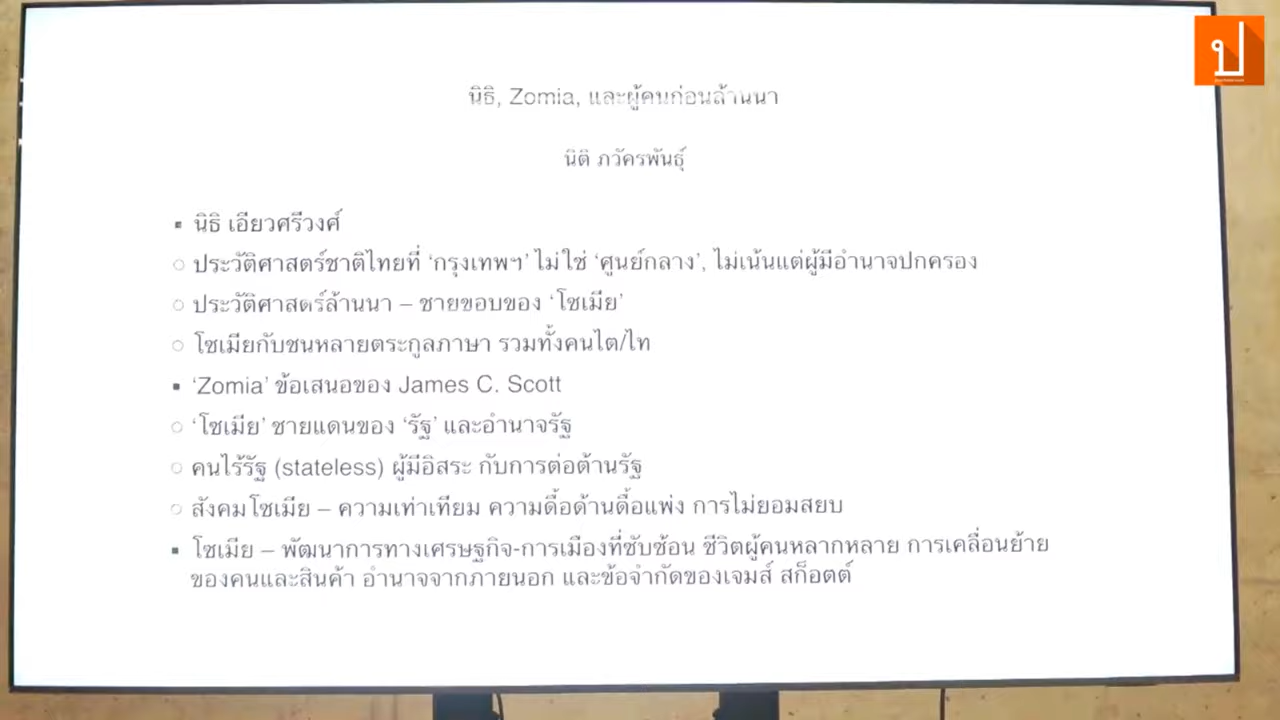 นิธิ, Zomia, และผู้คนก่อนล้านนา
นิติ ภวัครพันธุ์
▪ นิธิ เอียวศรีวงศ์
○ ประวัติศาสตร์ชาติไทยที่ ‘กรุงเทพฯ’ ไม่ใช่ ‘ศูนย์กลาง’, ไม่เน้นแต่ผู้มีอำนาจปกครอง
○ ประวัติศาสตร์ล้านนา – ชายขอบของ ‘โซเมีย’
○ โซเมียกับชนหลายตระกูลภาษา รวมทั้งคนไต/ไท
▪ ‘Zomia’ ข้อเสนอของ James C. Scott
○ ‘โซเมีย’ ชายแดนของ ‘รัฐ’ และอำนาจรัฐ
○ คนไร้รัฐ (stateless) ผู้มีอิสระ กับการต่อต้านรัฐ
○ สังคมโซเมีย – ความเท่าเทียม ความดื้อด้านดื้อแพ่ง การไม่ยอมสยบ
▪ โซเมีย – พัฒนาการทางเศรษฐกิจ-การเมืองที่ซับซ้อน ชีวิตผู้คนหลากหลาย การเคลื่อนย้าย
ของคนและสินค้า อำนาจจากภายนอก และข้อจำกัดของเจมส์ สก็อตต์
ป